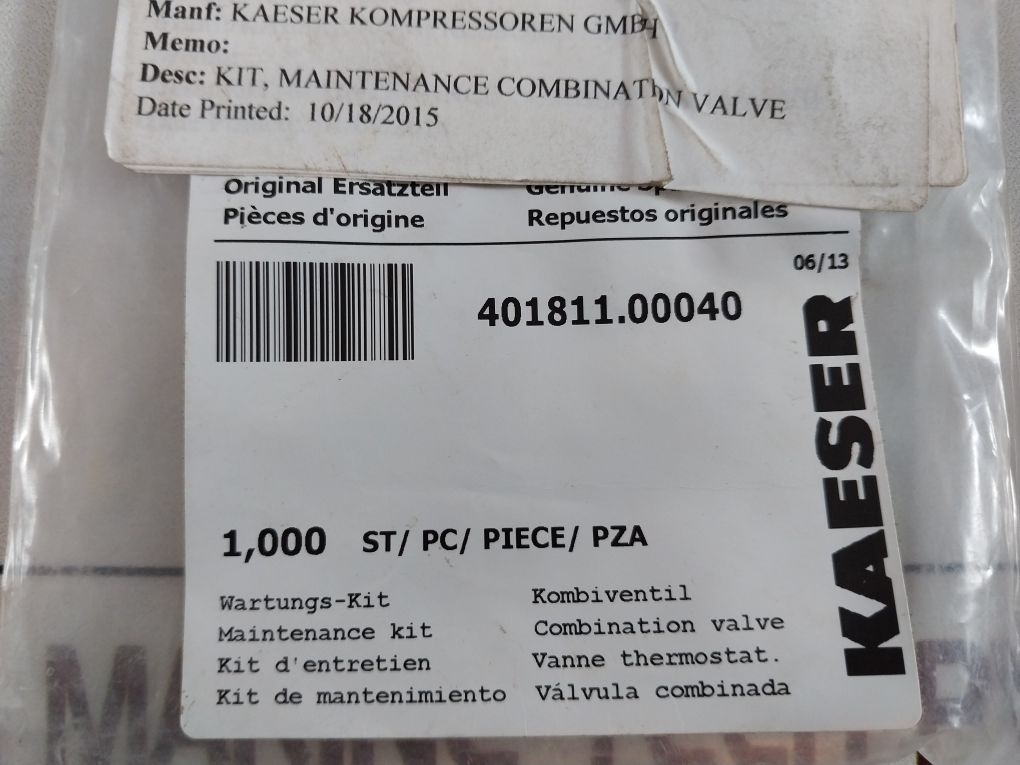 Manf: KAESER KOMPRESSOREN GMBH
Memo:
Desc: KIT, MAINTENANCE COMBINATION VALVE
Date Printed: 10/18/2015
Original Ersatzteil
Genuine
Pièces d'origine
Repuestos originales
06/13
401811.00040
KAESER
1,000 ST/ PC/ PIECE/ PZA
Wartungs-Kit
Maintenance kit
Kit d'entretien
Kit de mantenimiento
Kombiventil
Combination valve
Vanne thermostat.
Válvula combinada